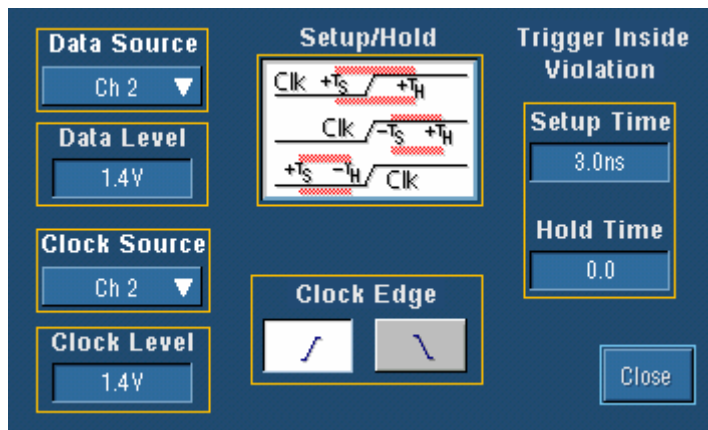 Data Source
Ch 2
Data Level
1.4V
Clock Source
Ch 2
Clock Level
1.4V
Setup/Hold
Clk +TS +TH
Clk -TS +TH
+TS -TH Clk
Clock Edge
Trigger Inside
Violation
Setup Time
3.0ns
Hold Time
0.0
Close